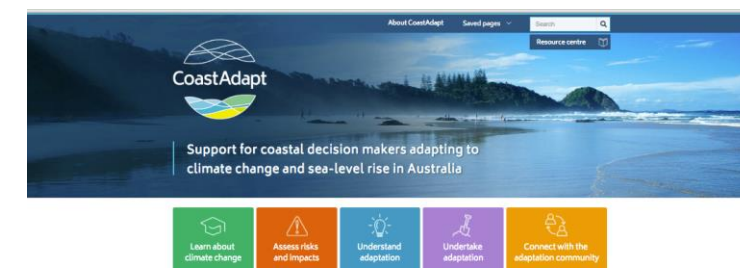 About CoastAdapt Saved pages Search
Resource centre
CoastAdapt
Support for coastal decision makers adapting to
climate change and sea-level rise in Australia
Learn about
climate change
Assess risks
and impacts
Understand
adaptation
Undertake
adaptation
Connect with the
adaptation community